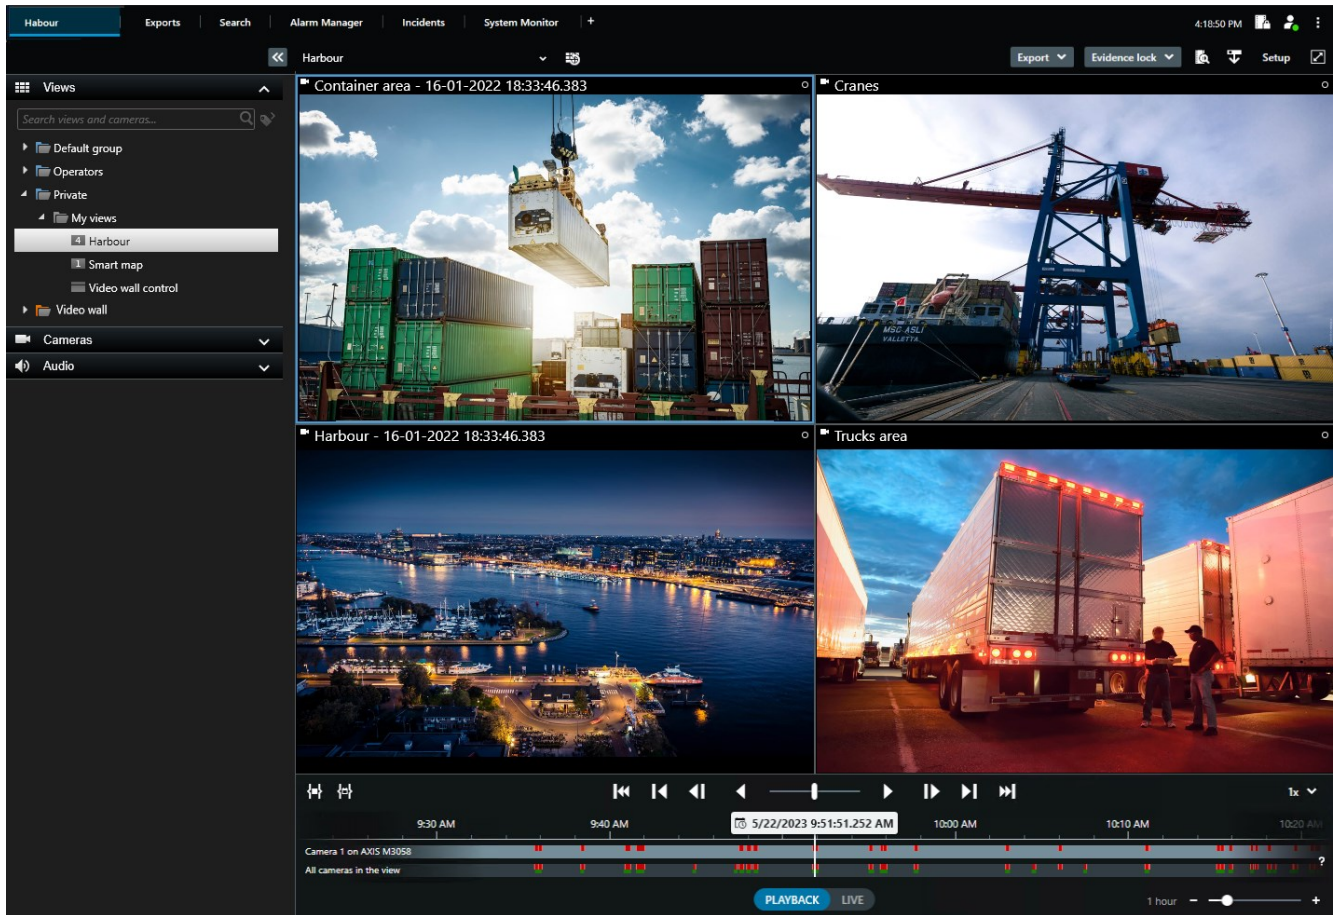 Habour
Exports
Search
Alarm Manager
Incidents
System Monitor
+
4:18:50 PM
Harbour
Export
Evidence lock
Setup
Views
Search views and cameras...
Default group
Operators
Private
My views
4 Harbour
1 Smart map
Video wall control
Video wall
Cameras
Audio
Container area - 16-01-2022 18:33:46.383
Cranes
MSC ASLI
VALLETTA
Harbour - 16-01-2022 18:33:46.383
Trucks area
1x
9:30 AM
9:40 AM
5/22/2023 9:51:51.252 AM
10:00 AM
10:10 AM
10:20 AM
Camera 1 on AXIS M3058
All cameras in the view
?
PLAYBACK
LIVE
1 hour